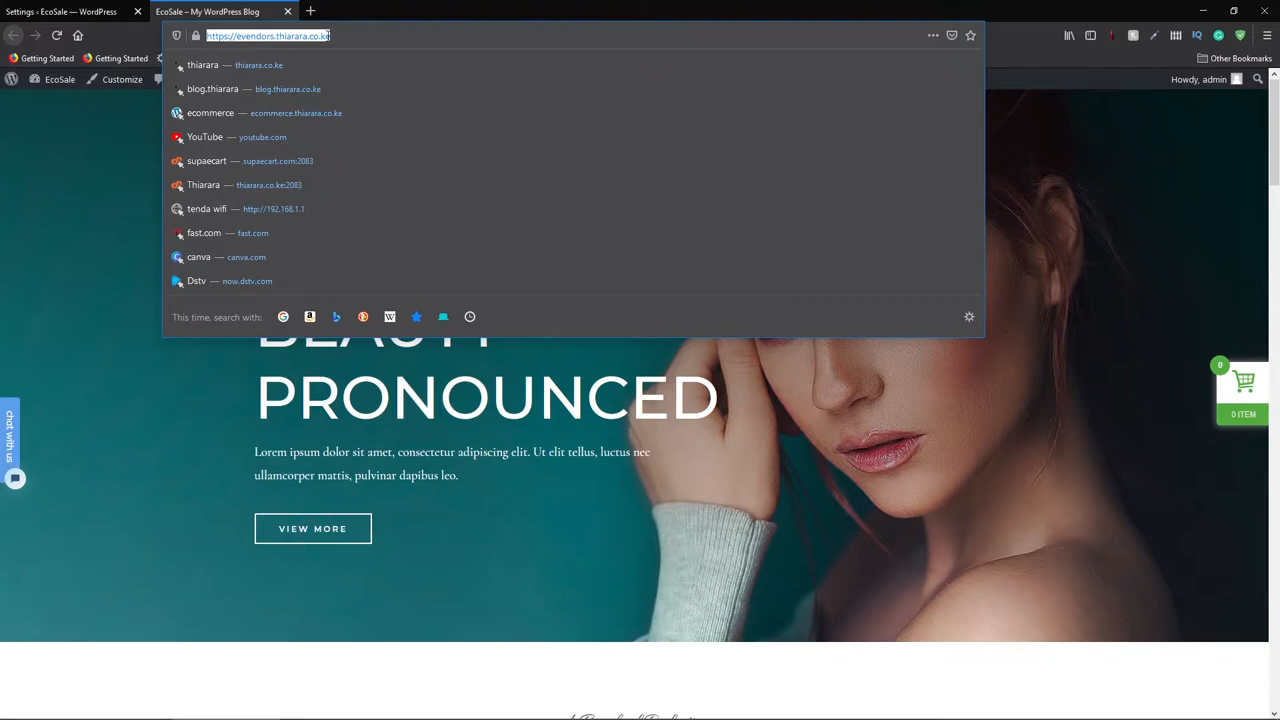 Settings ‹ EcoSale — WordPress
EcoSale – My WordPress Blog
https://evendors.thiarara.co.ke
Getting Started
Getting Started
Other Bookmarks
EcoSale
Customize
Howdy, admin
thiarara — thiarara.co.ke
blog.thiarara — blog.thiarara.co.ke
ecommerce — ecommerce.thiarara.co.ke
YouTube — youtube.com
supaecart — supaecart.com:2083
Thiarara — thiarara.co.ke:2083
tenda wifi — http://192.168.1.1
fast.com — fast.com
canva — canva.com
Dstv — now.dstv.com
This time, search with:
BEAUTY
PRONOUNCED
Lorem ipsum dolor sit amet, consectetur adipiscing elit. Ut elit tellus, luctus nec
ullamcorper mattis, pulvinar dapibus leo.
VIEW MORE
0
0 ITEM
chat with us